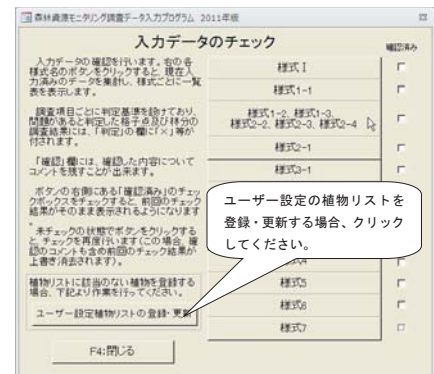 森林資源モニタリング調査データ入力プログラム 2011年版
入力データのチェック
確認済み
入力データの確認を行います。右の各
様式名のボタンをクリックすると、現在入
力済みのデータを集計し、様式ごとに一覧
表を表示します。
調査項目ごとに判定基準を設けており、
問題があると判定した格子点及び林分の
調査結果には、「判定」の欄に「×」等が
付されます。
「確認」欄には、確認した内容について
コメントを残すことが出来ます。
ボタンの右側にある「確認済み」のチェッ
クボックスをチェックすると、前回のチェック
結果がそのまま表示されるようになります
。
未チェックの状態でボタンをクリックする
と、チェックを再度行います(この場合、確
認のコメントも含め前回のチェック結果が
上書き消去されます)。
植物リストに該当のない植物を登録する
場合、下記より作業を行ってください。
ユーザー設定植物リストの登録・更新
F4:閉じる
様式Ⅰ
様式1-1
様式1-2、様式1-3、
様式2-2、様式2-3、様式2-4
様式2-1
様式3-1
ユーザー設定の植物リストを
登録・更新する場合、クリック
してください。
様式5
様式6
様式7